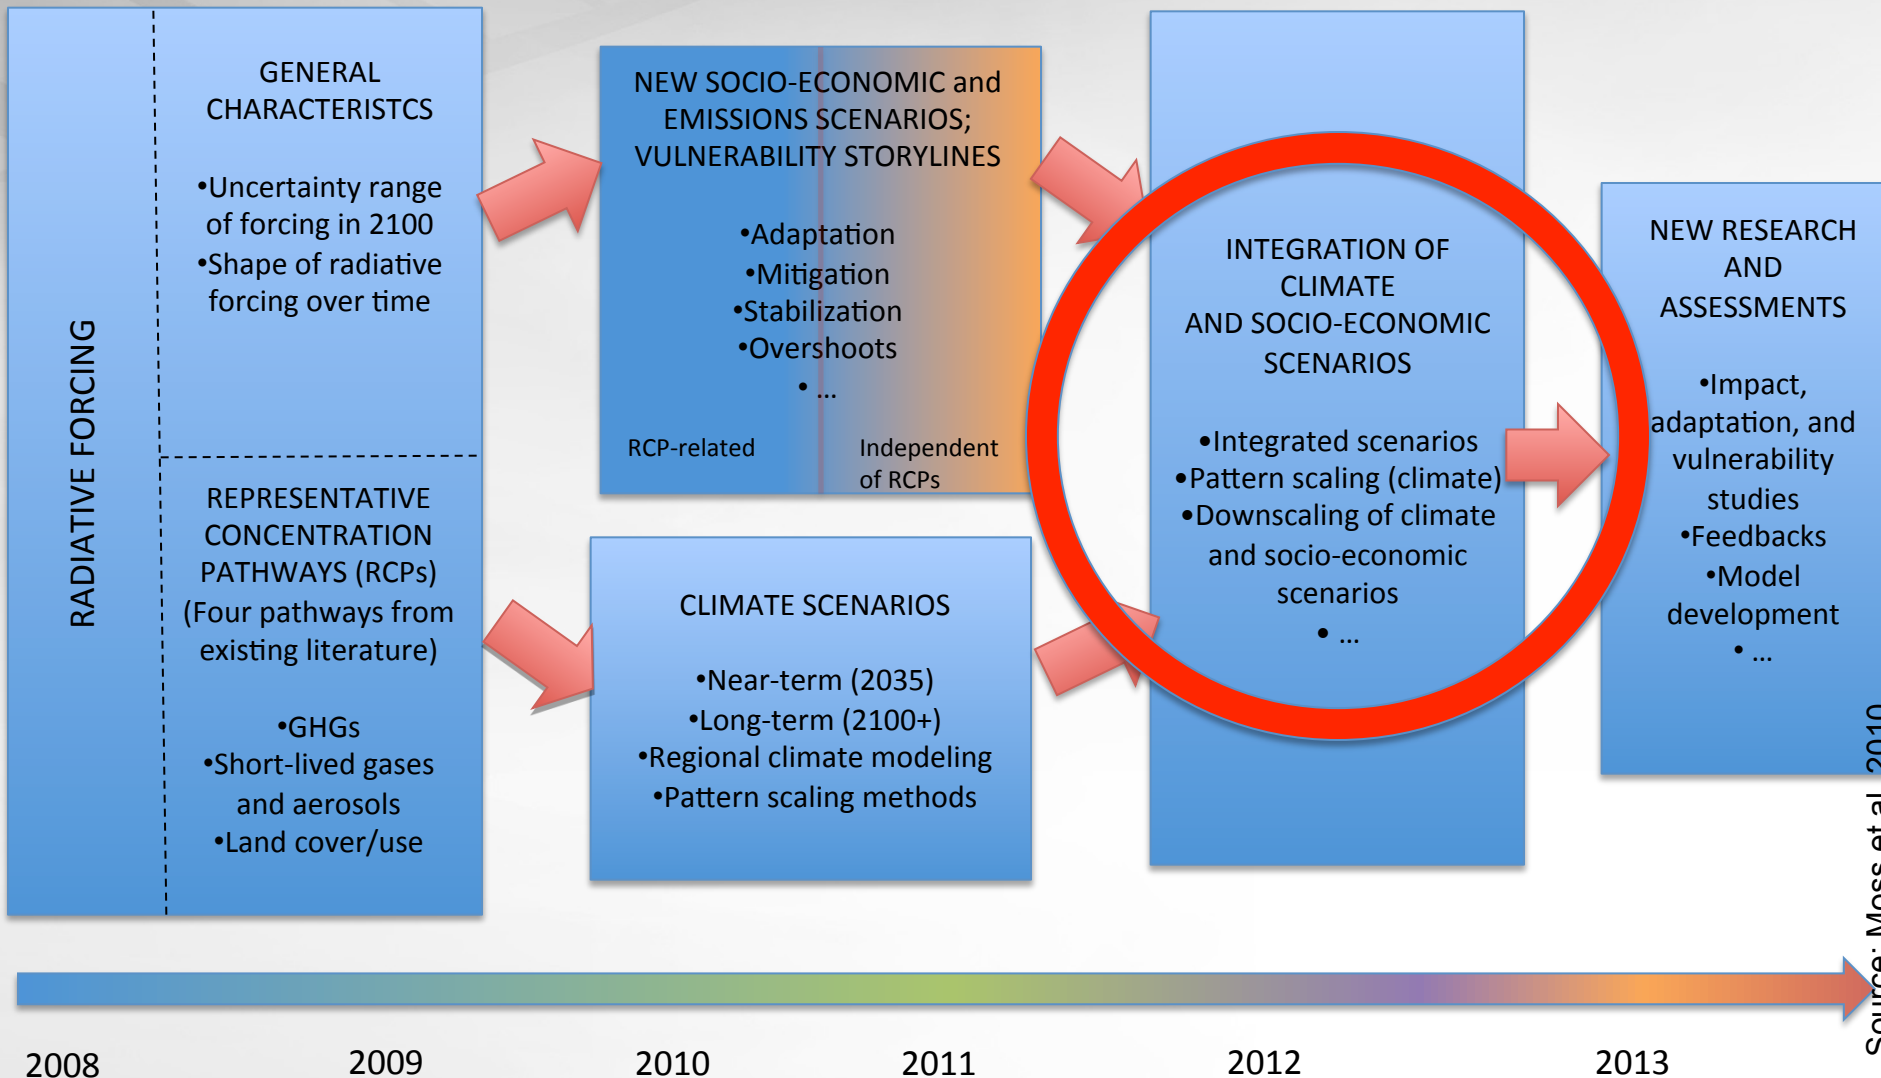 RADIATIVE FORCING
GENERAL
CHARACTERISTCS
•Uncertainty range
of forcing in 2100
•Shape of radiative
forcing over time
REPRESENTATIVE
CONCENTRATION
PATHWAYS (RCPs)
(Four pathways from
existing literature)
•GHGs
•Short-lived gases
and aerosols
•Land cover/use
NEW SOCIO-ECONOMIC and
EMISSIONS SCENARIOS;
VULNERABILITY STORYLINES
•Adaptation
•Mitigation
•Stabilization
•Overshoots
• ...
RCP-related
Independent
of RCPs
CLIMATE SCENARIOS
•Near-term (2035)
•Long-term (2100+)
•Regional climate modeling
•Pattern scaling methods
INTEGRATION OF
CLIMATE
AND SOCIO-ECONOMIC
SCENARIOS
•Integrated scenarios
•Pattern scaling (climate)
•Downscaling of climate
and socio-economic
scenarios
• ...
NEW RESEARCH
AND
ASSESSMENTS
•Impact,
adaptation, and
vulnerability
studies
•Feedbacks
•Model
development
• ...
Source: Moss et al. 2010
2008
2009
2010
2011
2012
2013